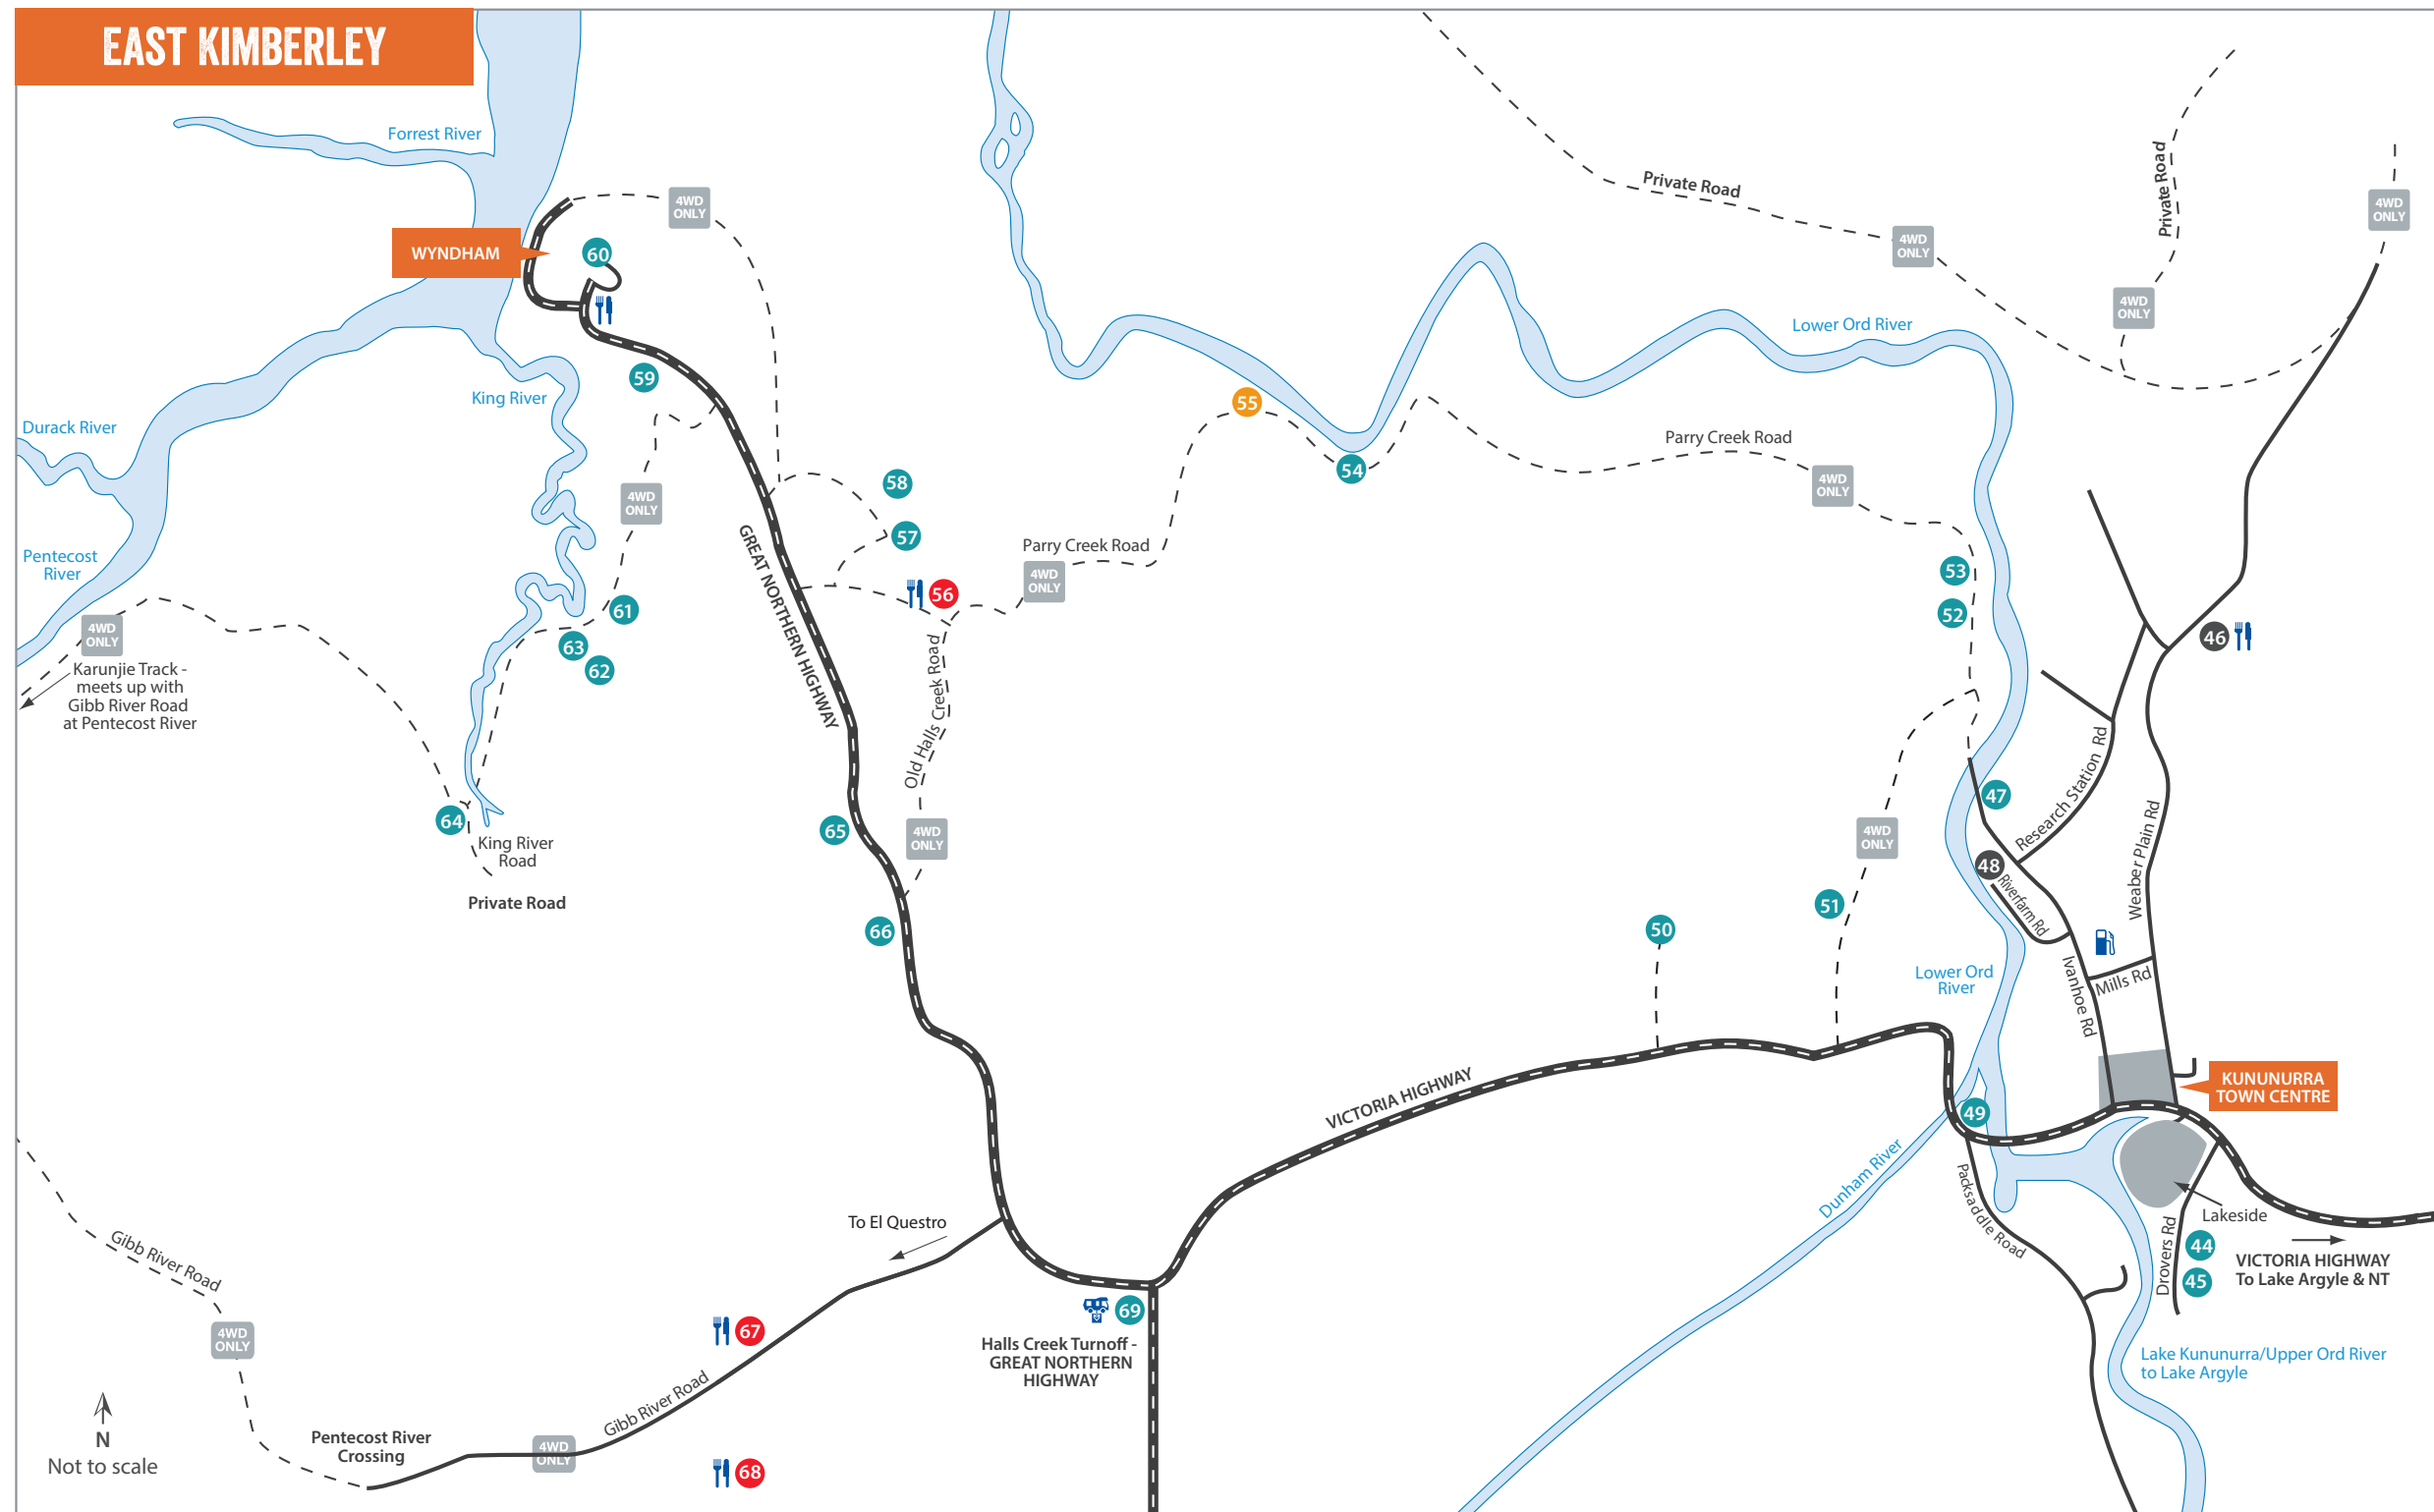 EAST KIMBERLEY
Forrest River
4WD
ONLY
WYNDHAM
60
59
King River
Durack River
Pentecost
River
4WD
ONLY
Karunjie Track -
meets up with
Gibb River Road
at Pentecost River
4WD
ONLY
61
63
62
64
King River
Road
Private Road
GREAT NORTHERN HIGHWAY
58
57
56
Parry Creek Road
4WD
ONLY
Old Halls Creek Road
4WD
ONLY
65
66
55
54
Private Road
4WD
ONLY
Private Road
4WD
ONLY
4WD
ONLY
Lower Ord River
Parry Creek Road
4WD
ONLY
53
52
46
47
Research Station Rd
48
Riverfarm Rd
Weaber Plain Rd
4WD
ONLY
51
50
Lower Ord
River
Ivanhoe Rd
Mills Rd
KUNUNURRA
TOWN CENTRE
VICTORIA HIGHWAY
49
Dunham River
Packsaddle Road
Lakeside
Drovers Rd
44
45
VICTORIA HIGHWAY
To Lake Argyle & NT
Lake Kununurra/Upper Ord River
to Lake Argyle
To El Questro
69
Halls Creek Turnoff -
GREAT NORTHERN
HIGHWAY
Gibb River Road
4WD
ONLY
67
Gibb River Road
4WD
ONLY
68
Pentecost River
Crossing
N
Not to scale